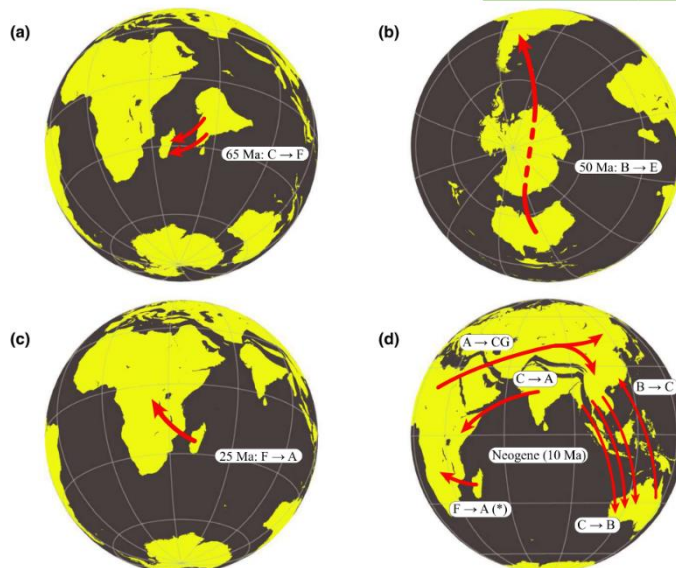 (a)
65 Ma: C → F
(b)
50 Ma: B → E
(c)
25 Ma: F → A
(d)
A → CG
C → A
B → C
Neogene (10 Ma)
F → A (*)
C → B